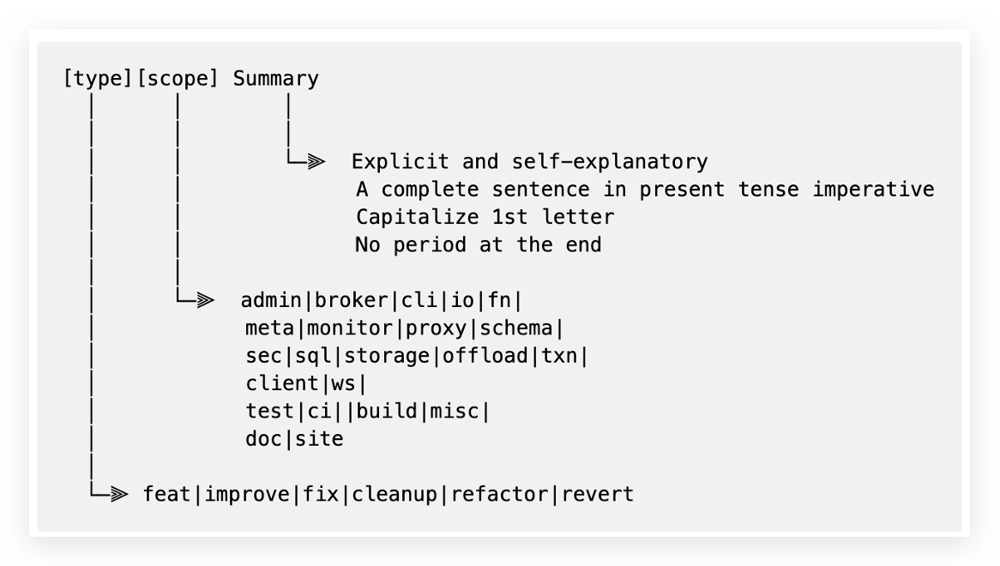 [type][scope] Summary
Explicit and self-explanatory
A complete sentence in present tense imperative
Capitalize 1st letter
No period at the end
admin|broker|cli|io|fn|
meta|monitor|proxy|schema|
sec|sql|storage|offload|txn|
client|ws|
test|ci||build|misc|
doc|site
feat|improve|fix|cleanup|refactor|revert